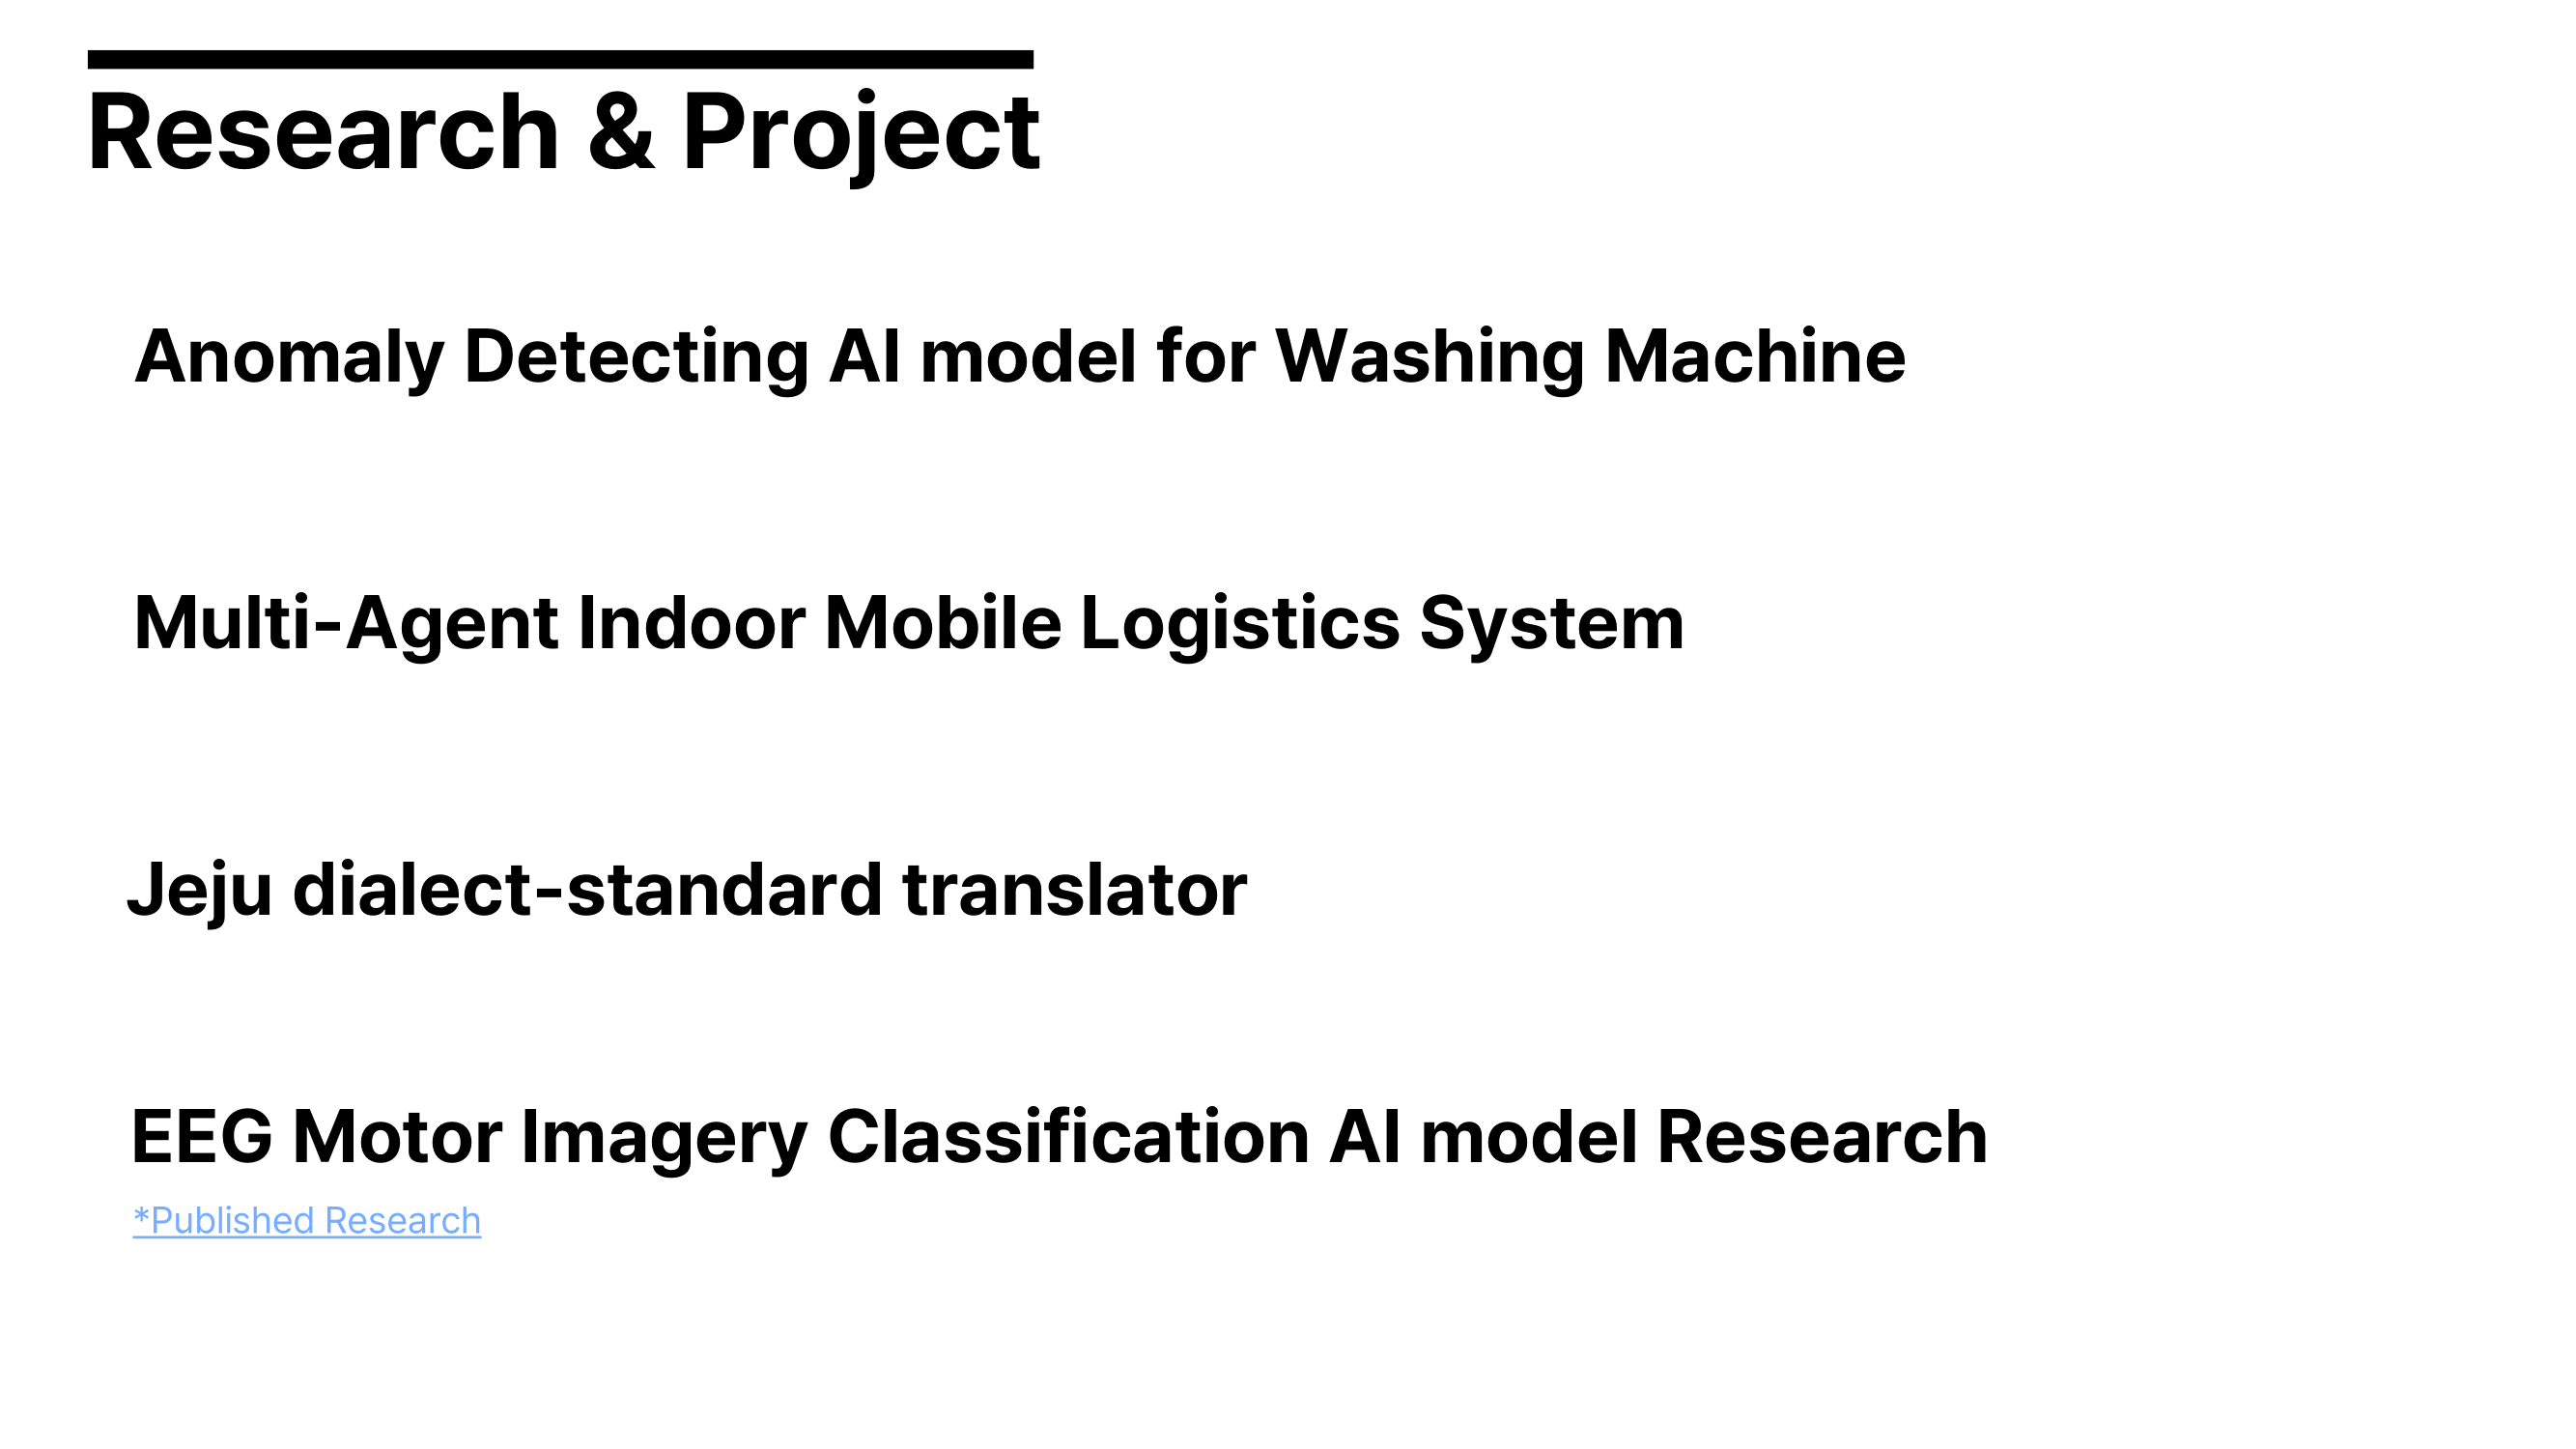 Research & Project
Anomaly Detecting AI model for Washing Machine
Multi-Agent Indoor Mobile Logistics System
Jeju dialect-standard translator
EEG Motor Imagery Classification AI model Research
*Published Research